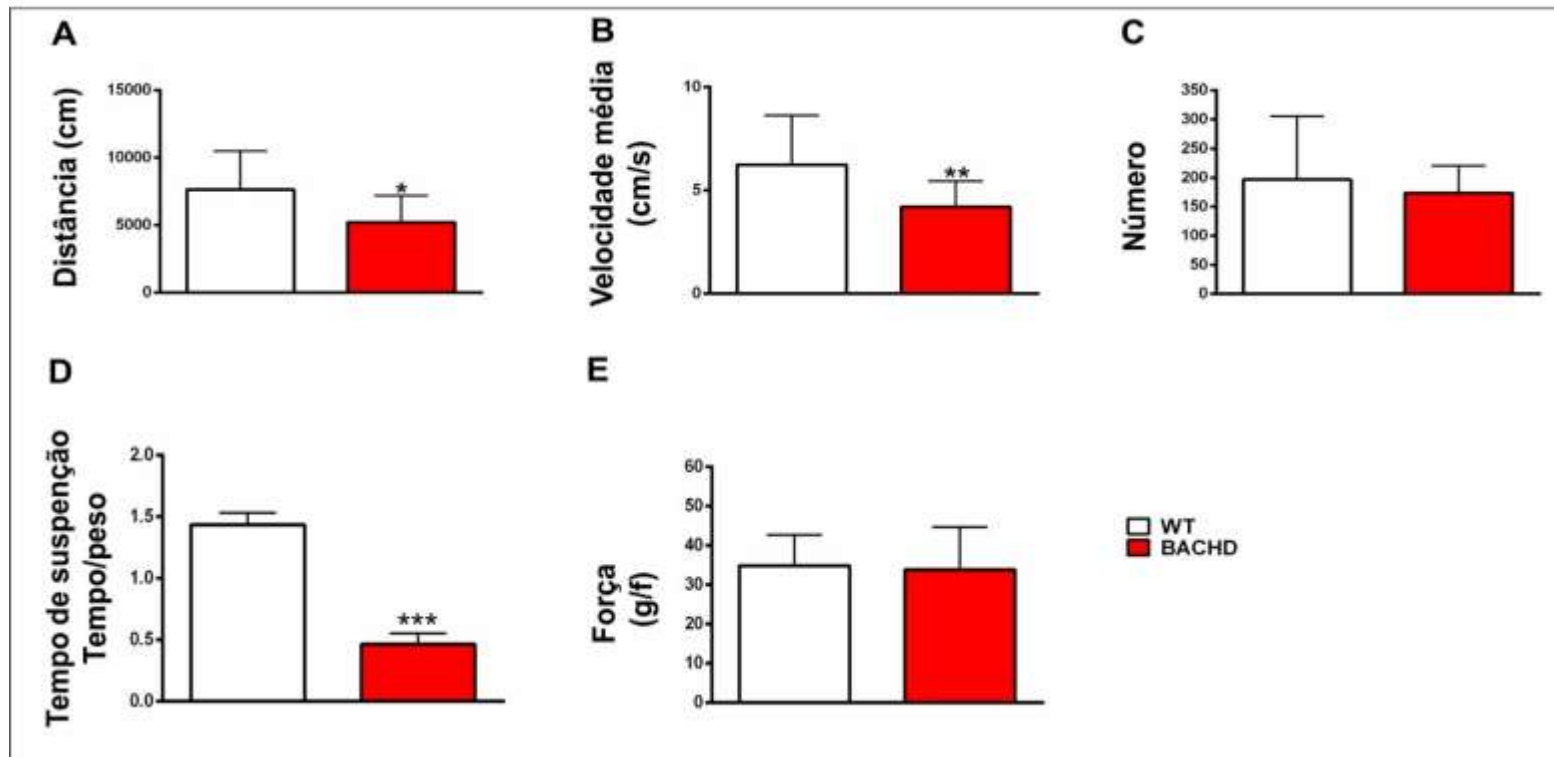 A
Distância (cm)
15000
10000
5000
0
*
B
Velocidade média
(cm/s)
10
5
0
**
C
Número
350
300
250
200
150
100
50
0
D
Tempo de suspenção
Tempo/peso
2.0
1.5
1.0
0.5
0.0
***
E
Força
(g/f)
60
50
40
30
20
10
0
WT
BACHD